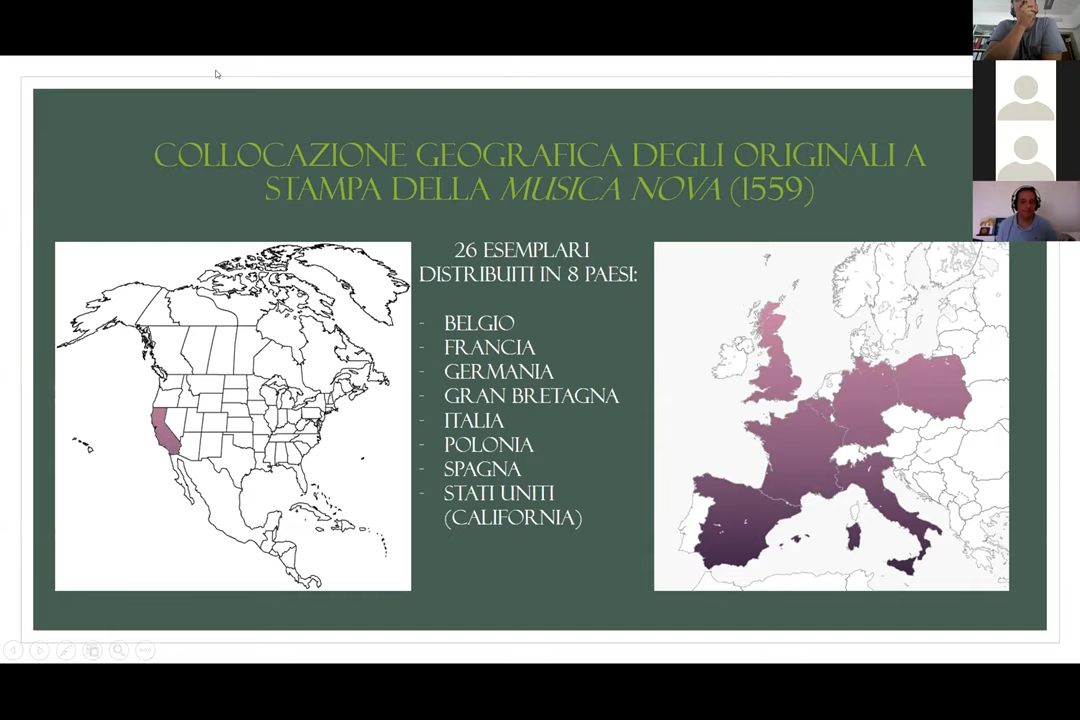 COLLOCAZIONE GEOGRAFICA DEGLI ORIGINALI A
STAMPA DELLA MUSICA NOVA (1559)
26 ESEMPLARI
DISTRIBUITI IN 8 PAESI:
- BELGIO
- FRANCIA
- GERMANIA
- GRAN BRETAGNA
- ITALIA
- POLONIA
- SPAGNA
- STATI UNITI
(CALIFORNIA)